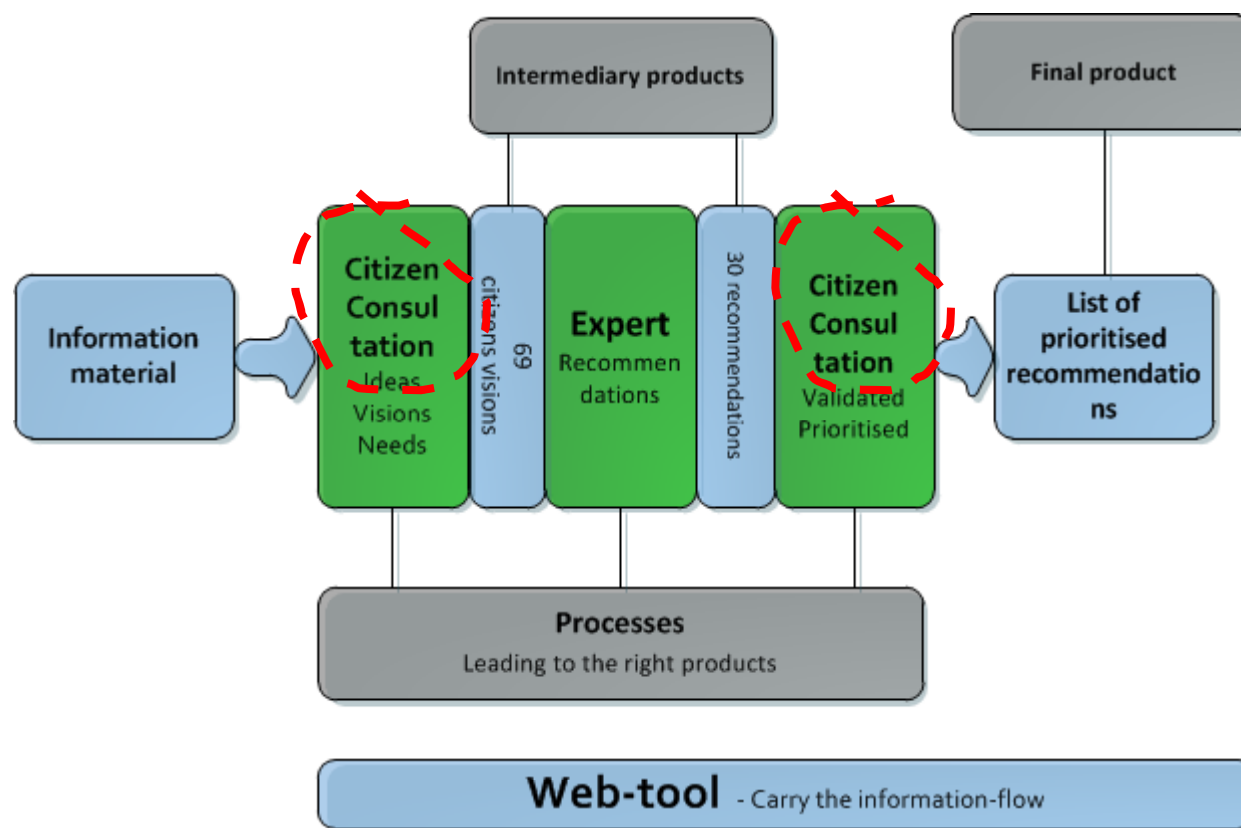 Intermediary products
Final product
Information
material
Citizen
Consul
tation
Ideas
Visions
Needs
69
citizens visions
Expert
Recommen
dations
30 recommendations
Citizen
Consul
tation
Validated
Prioritised
List of
prioritised
recommendatio
ns
Processes
Leading to the right products
Web-tool - Carry the information-flow